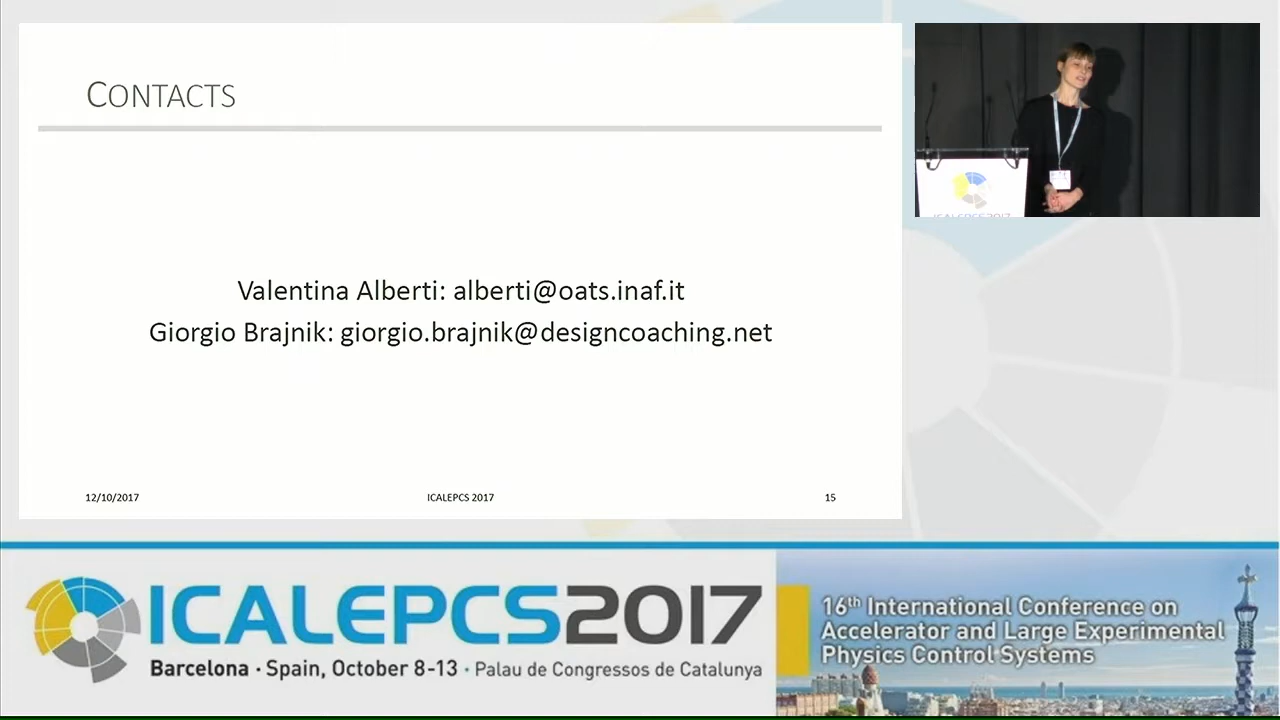 CONTACTS
Valentina Alberti: alberti@oats.inaf.it
Giorgio Brajnik: giorgio.brajnik@designcoaching.net
12/10/2017 ICALEPCS 2017 15
ICALEPCS2017
ICALEPCS2017
Barcelona · Spain, October 8-13 · Palau de Congressos de Catalunya
16th International Conference on
Accelerator and Large Experimental
Physics Control Systems